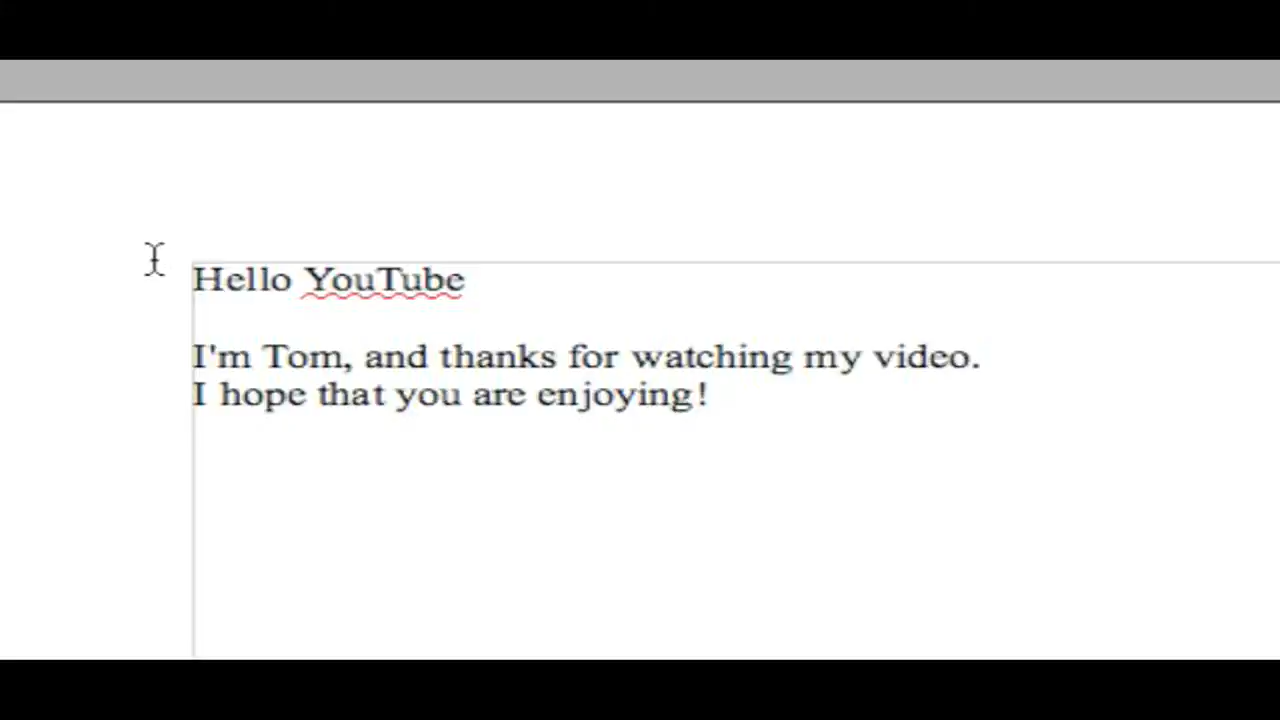 Hello YouTube
I'm Tom, and thanks for watching my video.
I hope that you are enjoying!